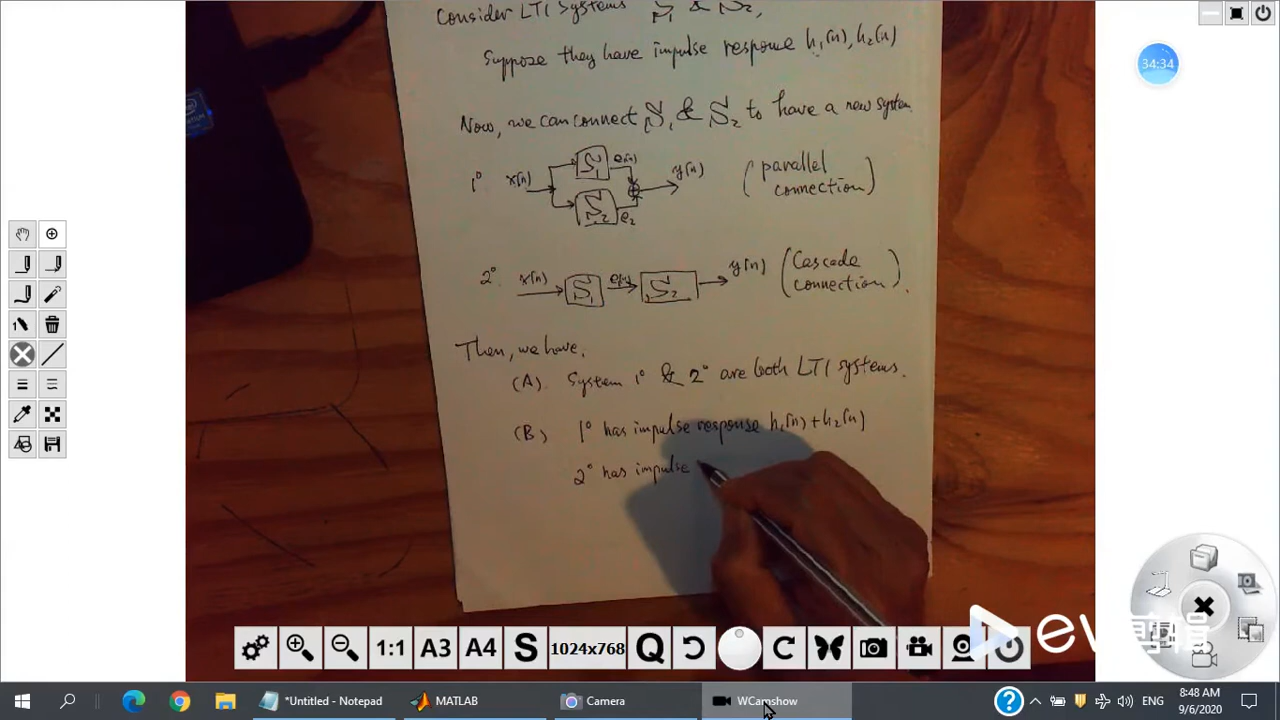 Consider LTI Systems S1 & S2,
34:34
Suppose they have impulse response h1[n], h2[n]
Now, we can connect S1 & S2 to have a new system
1° x[n] S1 e[n] y[n] (parallel connection)
S2 e2
2° x[n] S1 e[n] S2 y[n] (Cascade connection).
Then, we have,
(A). System 1° & 2° are both LTI systems.
(B) 1° has impulse response h1[n]+h2[n]
2° has impulse
1:1 A3 A4 S 1024x768 Q
*Untitled - Notepad MATLAB Camera WCamshow ENG 8:48 AM
9/6/2020